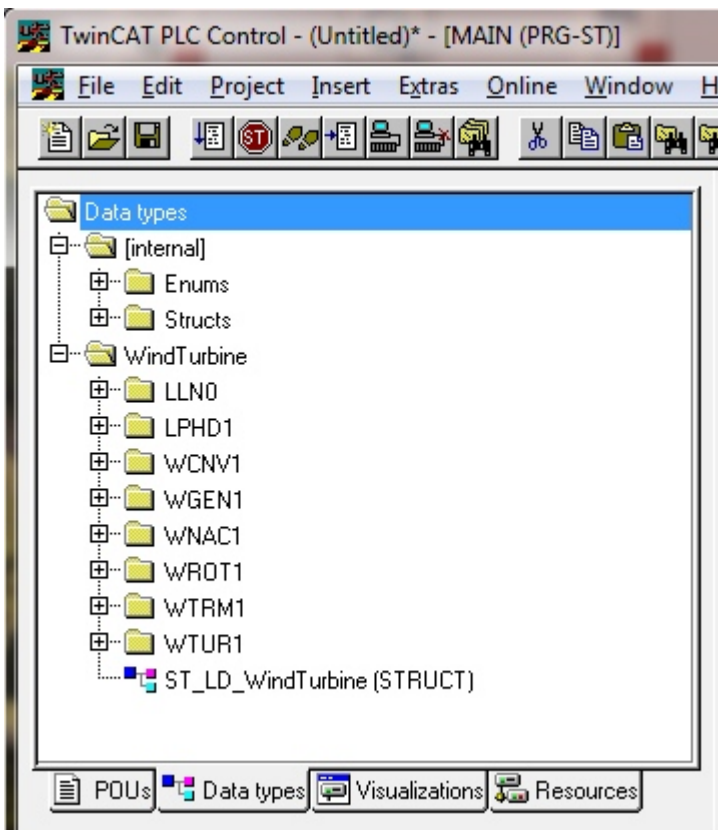 TwinCAT PLC Control - (Untitled)* - [MAIN (PRG-ST)]
File Edit Project Insert Extras Online Window H
ST
Data types
[internal]
Enums
Structs
WindTurbine
LLN0
LPHD1
WCNV1
WGEN1
WNAC1
WROT1
WTRM1
WTUR1
ST_LD_WindTurbine (STRUCT)
POUs Data types Visualizations Resources